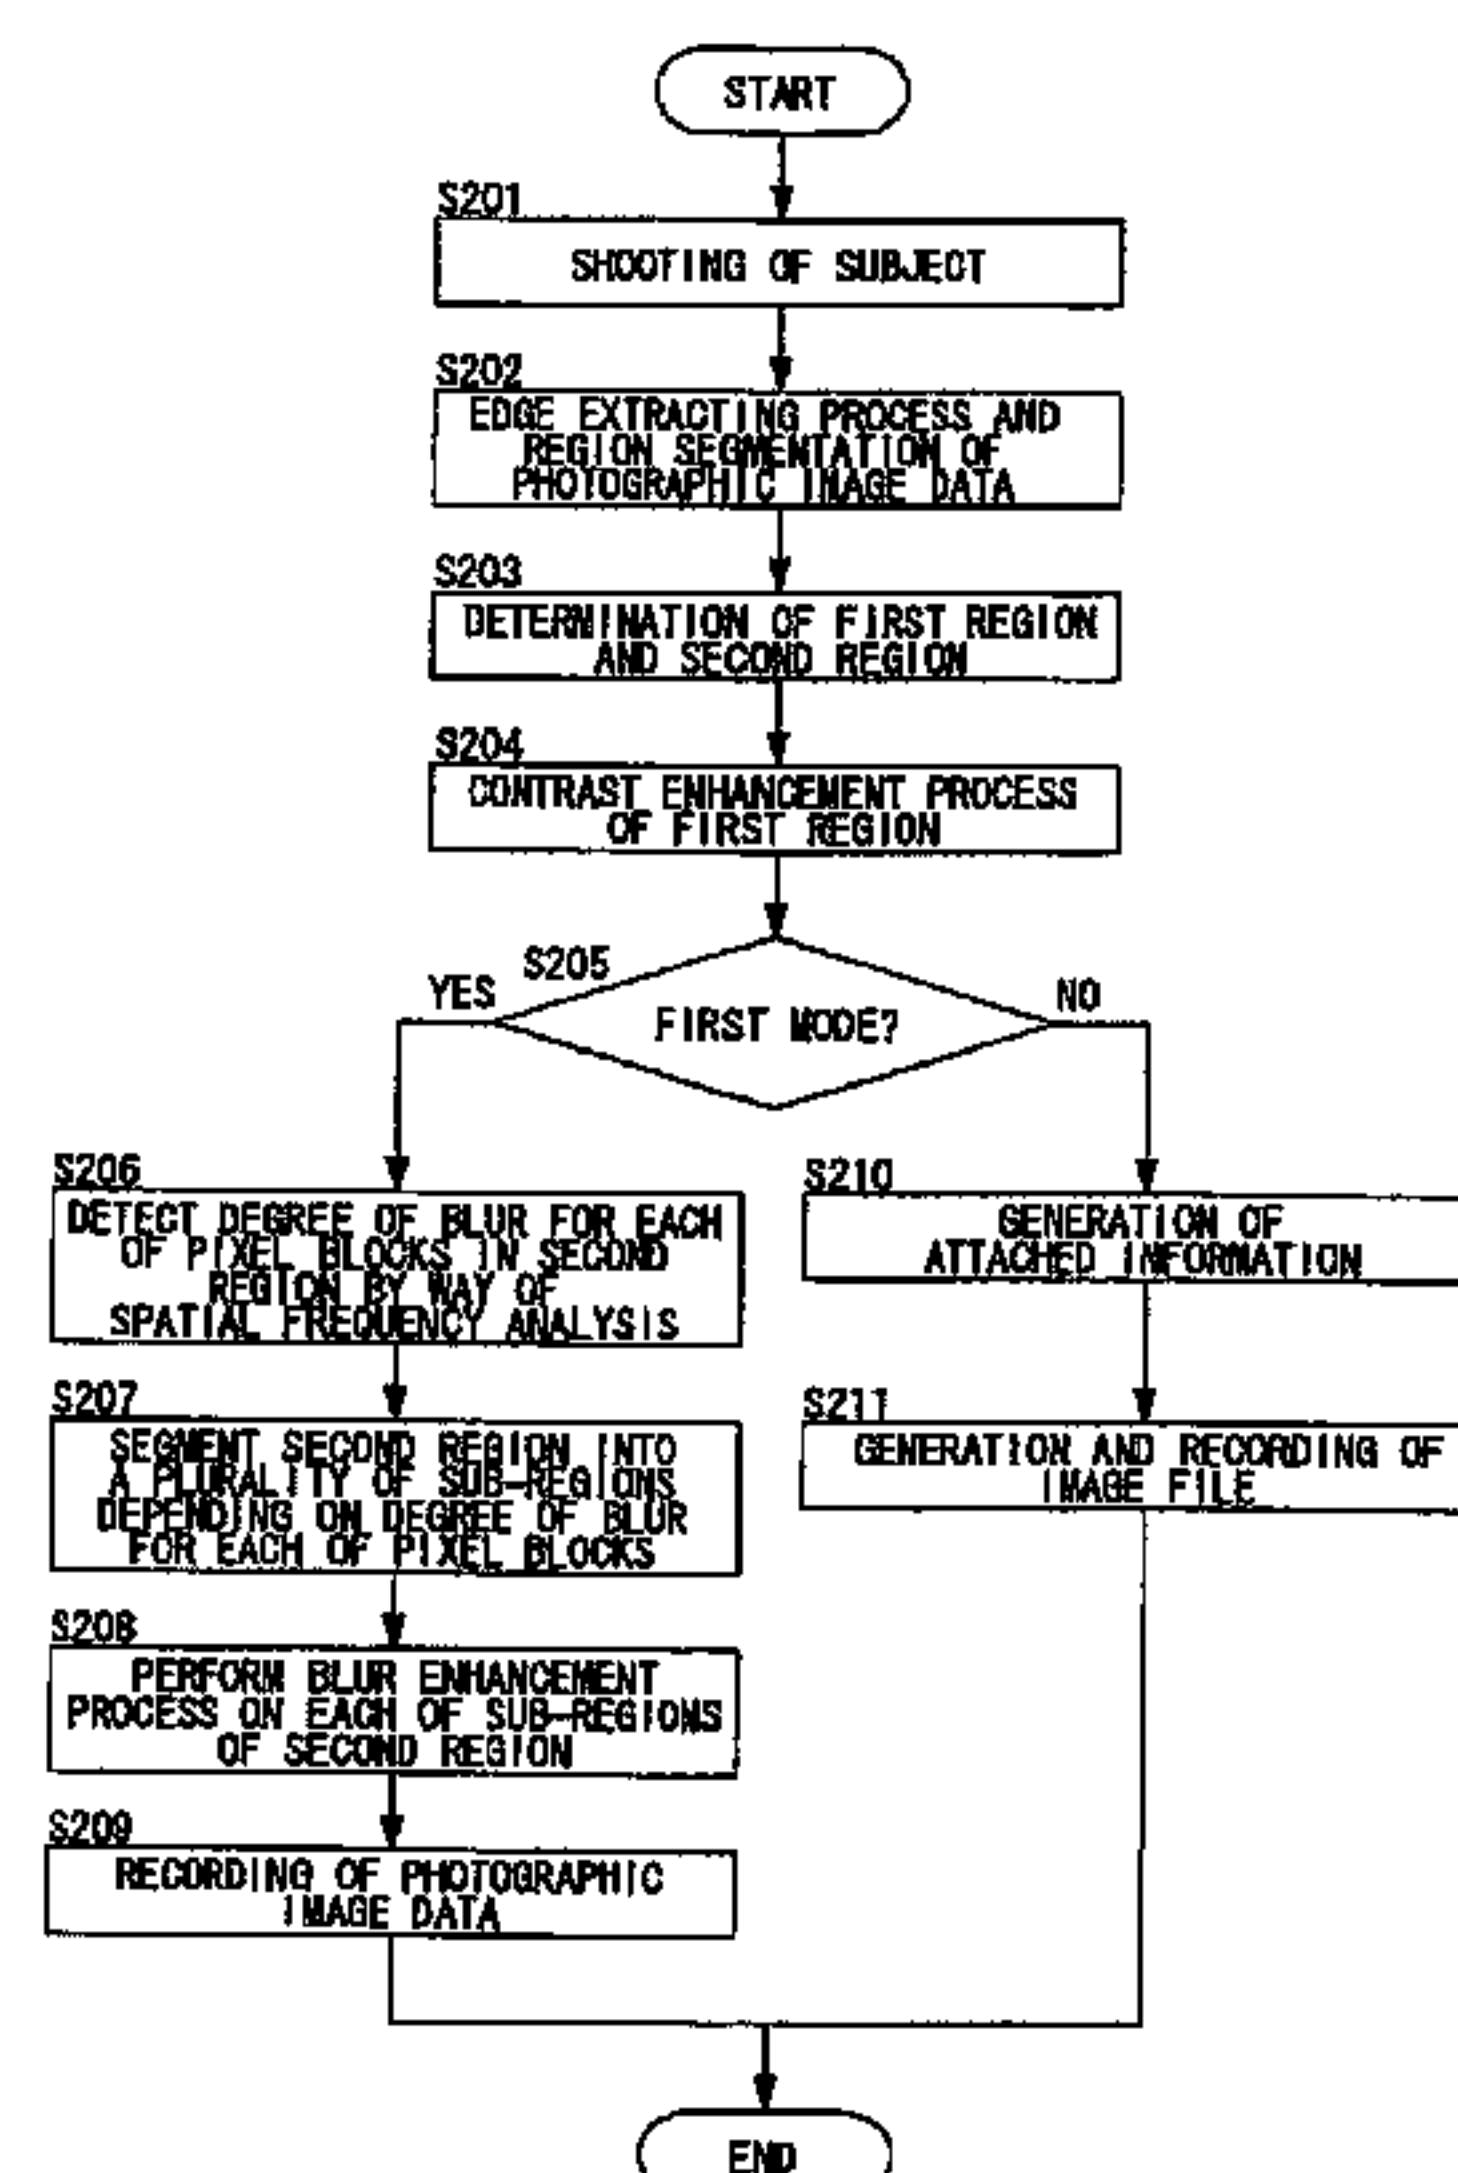 START
S201
SHOOTING OF SUBJECT
S202
EDGE EXTRACTING PROCESS AND
REGION SEGMENTATION OF
PHOTOGRAPHIC IMAGE DATA
S203
DETERMINATION OF FIRST REGION
AND SECOND REGION
S204
CONTRAST ENHANCEMENT PROCESS
OF FIRST REGION
S205
FIRST MODE?
YES
NO
S206
DETECT DEGREE OF BLUR FOR EACH
OF PIXEL BLOCKS IN SECOND
REGION BY WAY OF
SPATIAL FREQUENCY ANALYSIS
S207
SEGMENT SECOND REGION INTO
A PLURALITY OF SUB-REGIONS
DEPENDING ON DEGREE OF BLUR
FOR EACH OF PIXEL BLOCKS
S208
PERFORM BLUR ENHANCEMENT
PROCESS ON EACH OF SUB-REGIONS
OF SECOND REGION
S209
RECORDING OF PHOTOGRAPHIC
IMAGE DATA
S210
GENERATION OF
ATTACHED INFORMATION
S211
GENERATION AND RECORDING OF
IMAGE FILE
END